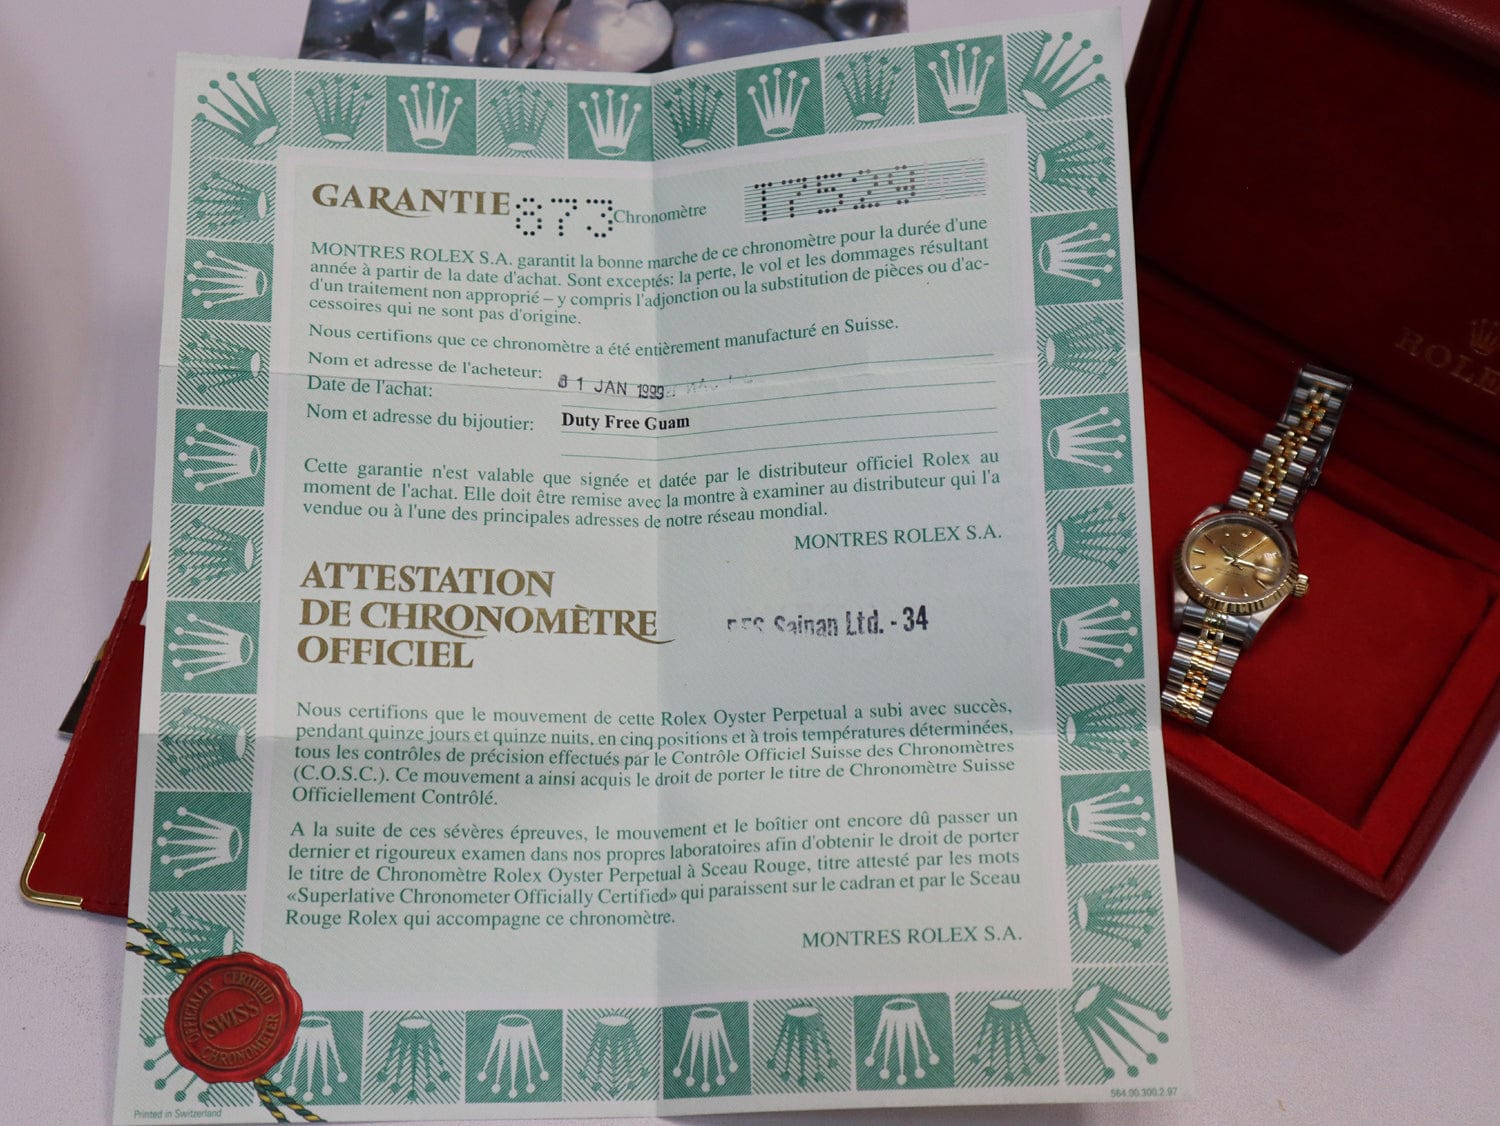 GARANTIE 873 Chronomètre T7529
MONTRES ROLEX S.A. garantit la bonne marche de ce chronomètre pour la durée d'une
année à partir de la date d'achat. Sont exceptés: la perte, le vol et les dommages résultant
d'un traitement non approprié – y compris l'adjonction ou la substitution de pièces ou d'ac-
cessoires qui ne sont pas d'origine.
Nous certifions que ce chronomètre a été entièrement manufacturé en Suisse.
Nom et adresse de l'acheteur:
Date de l'achat: 31 JAN 1999
Nom et adresse du bijoutier: Duty Free Guam
Cette garantie n'est valable que signée et datée par le distributeur officiel Rolex au
moment de l'achat. Elle doit être remise avec la montre à examiner au distributeur qui l'a
vendue ou à l'une des principales adresses de notre réseau mondial.
MONTRES ROLEX S.A.
ATTESTATION
DE CHRONOMÈTRE
OFFICIEL
DFS Saipan Ltd. - 34
Nous certifions que le mouvement de cette Rolex Oyster Perpetual a subi avec succès,
pendant quinze jours et quinze nuits, en cinq positions et à trois températures déterminées,
tous les contrôles de précision effectués par le Contrôle Officiel Suisse des Chronomètres
(C.O.S.C.). Ce mouvement a ainsi acquis le droit de porter le titre de Chronomètre Suisse
Officiellement Contrôlé.
A la suite de ces sévères épreuves, le mouvement et le boîtier ont encore dû passer un
dernier et rigoureux examen dans nos propres laboratoires afin d'obtenir le droit de porter
le titre de Chronomètre Rolex Oyster Perpetual à Sceau Rouge, titre attesté par les mots
«Superlative Chronometer Officially Certified» qui paraissent sur le cadran et par le Sceau
Rouge Rolex qui accompagne ce chronomètre.
MONTRES ROLEX S.A.
OFFICIALLY CERTIFIED
SWISS
CHRONOMETER
Printed in Switzerland
564.00.300.2.97